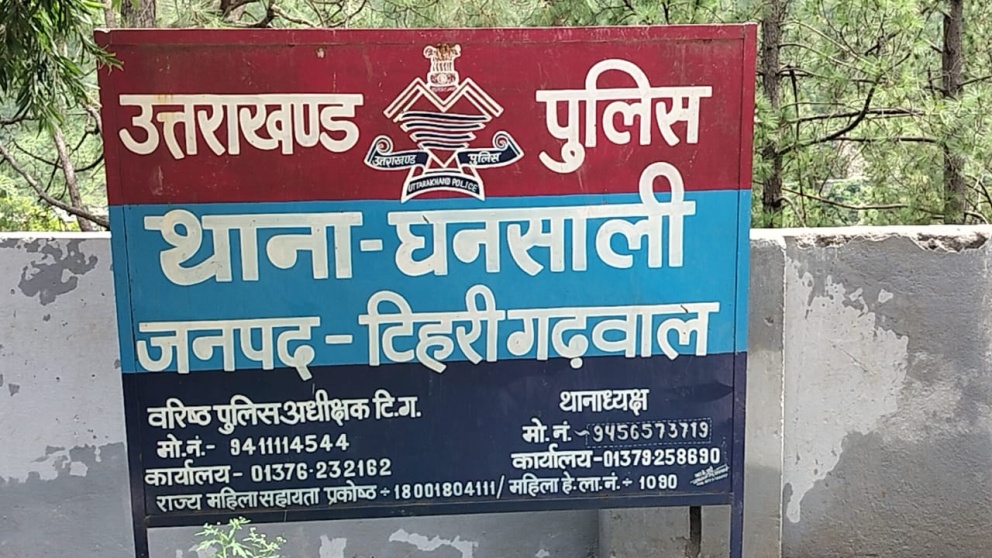 उत्तराखण्ड पुलिस
उत्तराखण्ड पुलिस
UTTARAKHAND POLICE
थाना-घनसाली
जनपद-टिहरी गढ़वाल
वरिष्ठ पुलिस अधीक्षक टि.ग.
मो.नं.- 9411114544
कार्यालय- 01376-232162
थानाध्यक्ष
मो.नं.- 9456573719
कार्यालय-01379-258690
राज्य महिला सहायता प्रकोष्ठ ÷ 18001804111/ महिला हे.ला.नं.÷ 1090